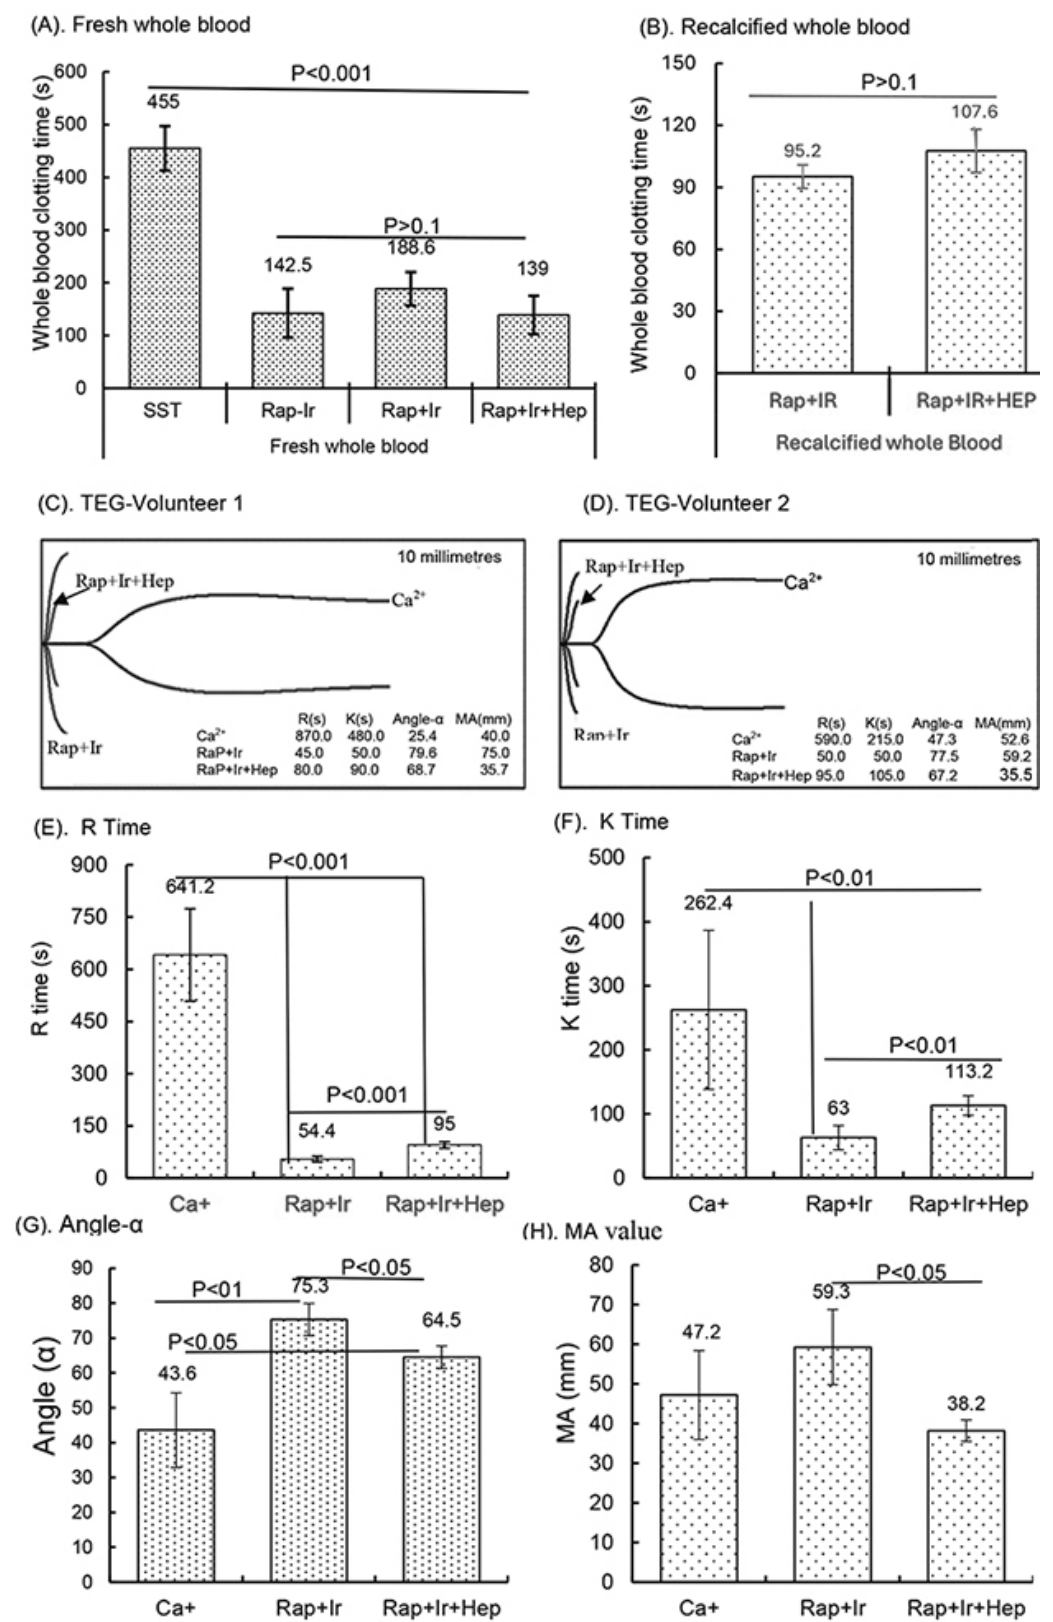 (A). Fresh whole blood
Whole blood clotting time (s)
600
500
400
300
200
100
0
P<0.001
455
P>0.1
142.5
188.6
139
SST
Rap-Ir
Rap+Ir
Rap+Ir+Hep
Fresh whole blood
(B). Recalcified whole blood
Whole blood clotting time (s)
150
120
90
60
30
0
P>0.1
95.2
107.6
Rap+IR
Rap+IR+HEP
Recalcified whole Blood
(C). TEG-Volunteer 1
10 millimetres
Rap+Ir+Hep
Ca²⁺
Rap+Ir
R(s) K(s) Angle-α MA(mm)
Ca²⁺ 870.0 480.0 25.4 40.0
RaP+Ir 45.0 50.0 79.6 75.0
RaP+Ir+Hep 80.0 90.0 68.7 35.7
(D). TEG-Volunteer 2
10 millimetres
Rap+Ir+Hep
Ca²⁺
Rap+Ir
R(s) K(s) Angle-α MA(mm)
Ca²⁺ 590.0 215.0 47.3 52.6
Rap+Ir 50.0 50.0 77.5 59.2
Rap+Ir+Hep 95.0 105.0 67.2 35.5
(E). R Time
R time (s)
900
750
600
450
300
150
0
P<0.001
641.2
P<0.001
54.4
95
Ca+
Rap+Ir
Rap+Ir+Hep
(F). K Time
K time (s)
500
400
300
200
100
0
P<0.01
262.4
P<0.01
63
113.2
Ca+
Rap+Ir
Rap+Ir+Hep
(G). Angle-α
Angle (α)
90
80
70
60
50
40
30
20
10
0
P<0.05
P<01
75.3
P<0.05
64.5
43.6
Ca+
Rap+Ir
Rap+Ir+Hep
(H). MA value
MA (mm)
80
70
60
50
40
30
20
10
0
P<0.05
59.3
47.2
38.2
Ca+
Rap+Ir
Rap+Ir+Hep